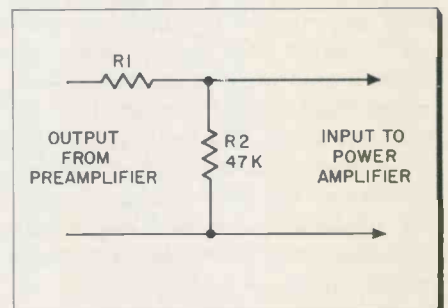 R1
OUTPUT
FROM
PREAMPLIFIER
R2
47K
INPUT TO
POWER
AMPLIFIER